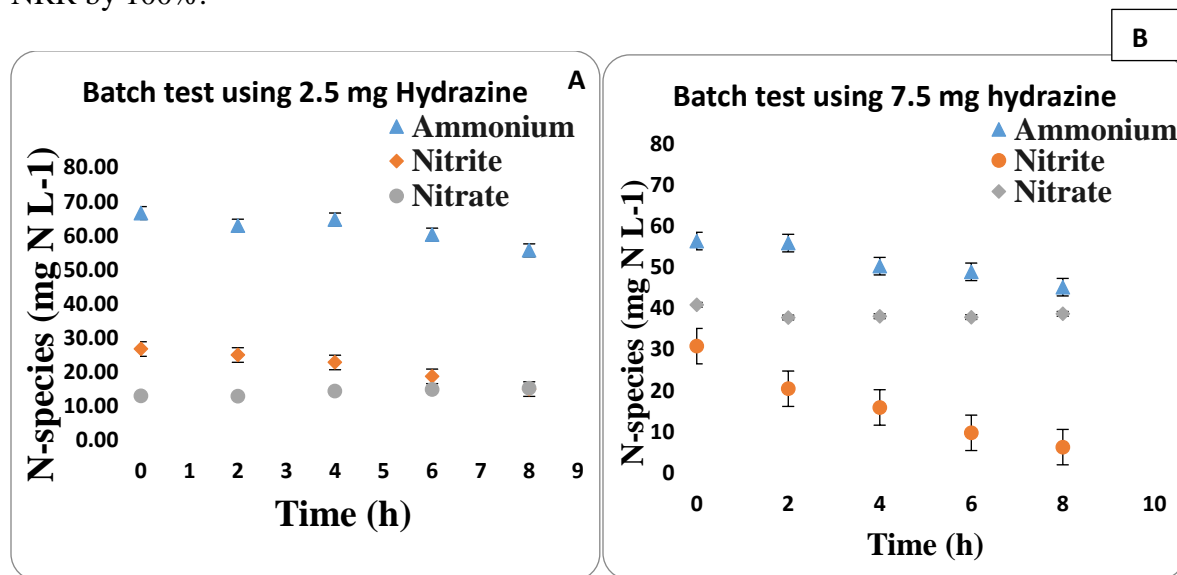 NRR by 100%.
A
Batch test using 2.5 mg Hydrazine
Ammonium
Nitrite
Nitrate
N-species (mg N L-1)
80.00
70.00
60.00
50.00
40.00
30.00
20.00
10.00
0.00
0 1 2 3 4 5 6 7 8 9
Time (h)
B
Batch test using 7.5 mg hydrazine
Ammonium
Nitrite
Nitrate
N-species (mg N L-1)
80
70
60
50
40
30
20
10
0
0 2 4 6 8 10
Time (h)